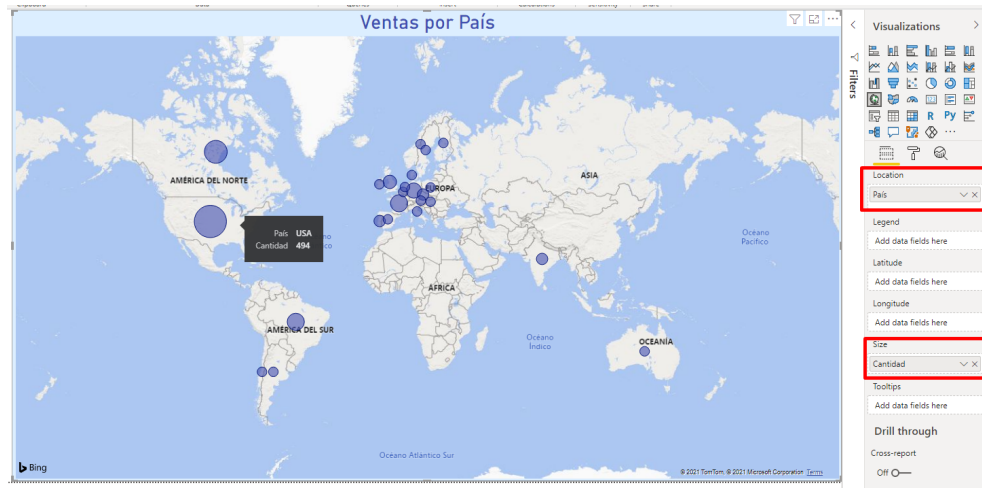 Ventas por País
Visualizations
Filters
R Py
Location
País
Legend
Add data fields here
Latitude
Add data fields here
Longitude
Add data fields here
Size
Cantidad
Tooltips
Add data fields here
Drill through
Cross-report
Off
AMÉRICA DEL NORTE
EUROPA
ASIA
País USA
Cantidad 494
Océano
Pacífico
ÁFRICA
AMÉRICA DEL SUR
Océano
Índico
OCEANÍA
Océano Atlántico Sur
Bing
© 2021 TomTom, © 2021 Microsoft Corporation Terms